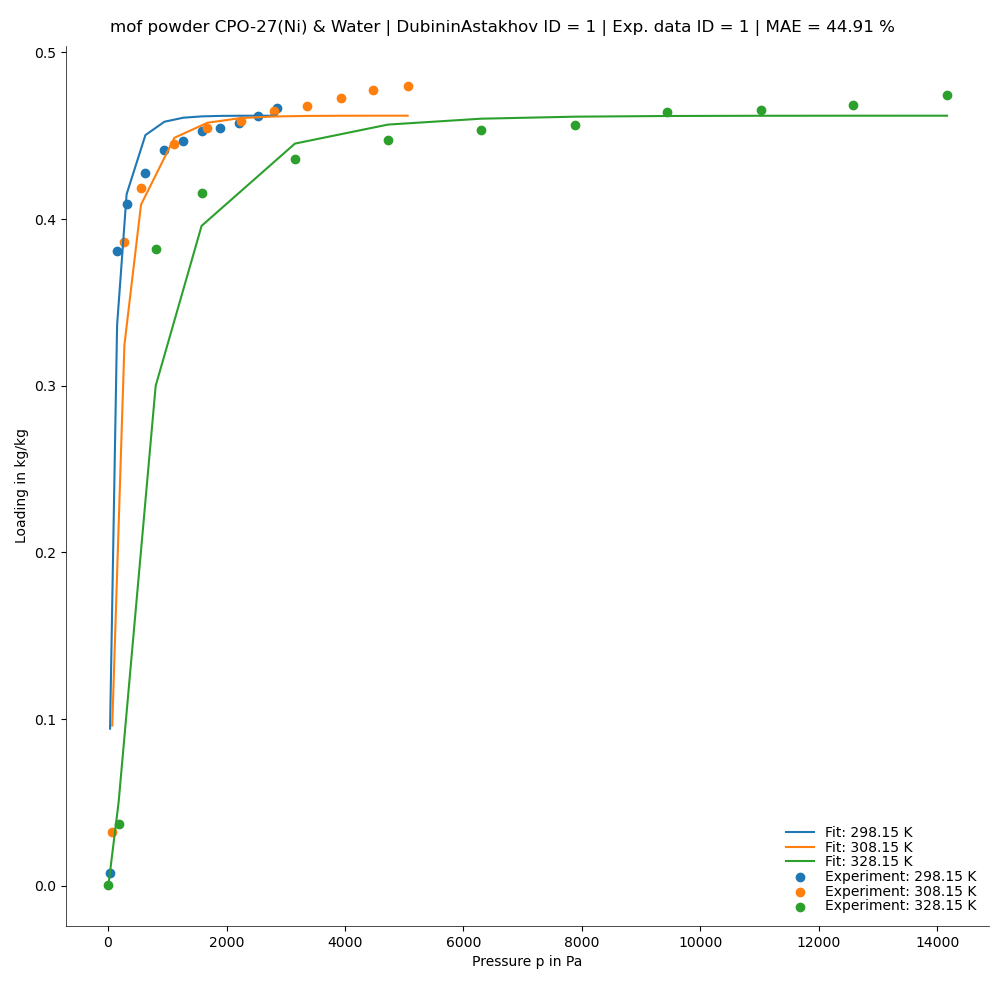 mof powder CPO-27(Ni) & Water | DubininAstakhov ID = 1 | Exp. data ID = 1 | MAE = 44.91 %
0.5
0.4
0.3
0.2
0.1
0.0
Loading in kg/kg
Fit: 298.15 K
Fit: 308.15 K
Fit: 328.15 K
Experiment: 298.15 K
Experiment: 308.15 K
Experiment: 328.15 K
0 2000 4000 6000 8000 10000 12000 14000
Pressure p in Pa